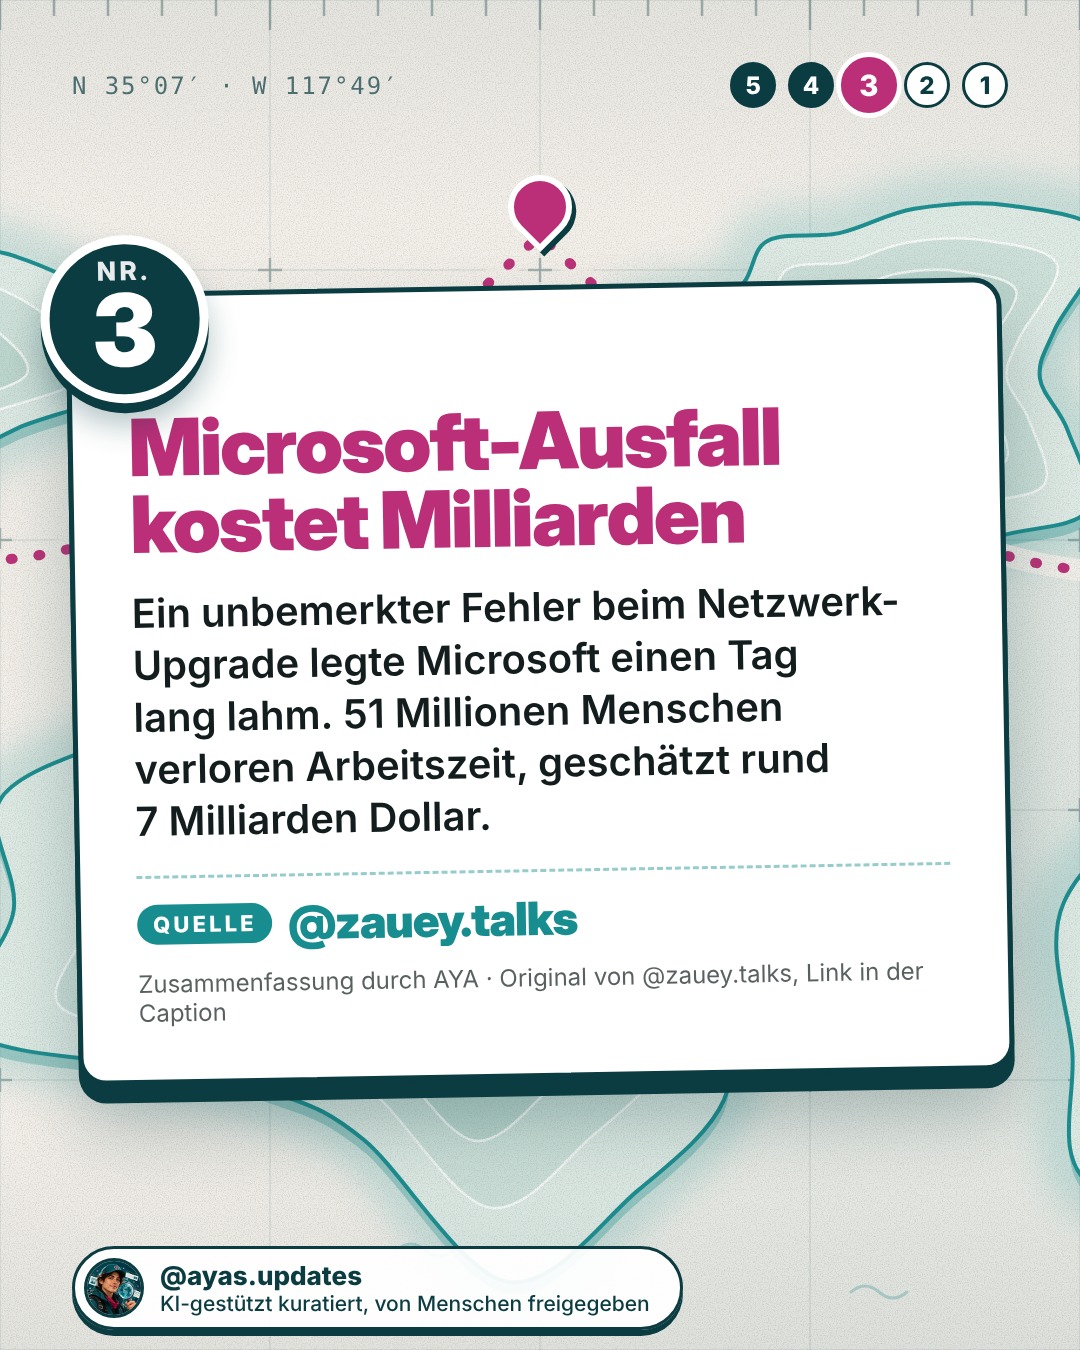 N 35°07′ · W 117°49′
5 4 3 2 1
NR.
3
Microsoft-Ausfall
kostet Milliarden
Ein unbemerkter Fehler beim Netzwerk-
Upgrade legte Microsoft einen Tag
lang lahm. 51 Millionen Menschen
verloren Arbeitszeit, geschätzt rund
7 Milliarden Dollar.
QUELLE @zauey.talks
Zusammenfassung durch AYA · Original von @zauey.talks, Link in der
Caption
@ayas.updates
KI-gestützt kuratiert, von Menschen freigegeben